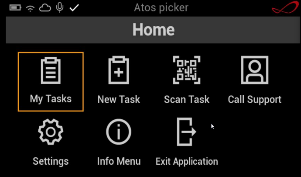 Atos picker
Home
My Tasks
New Task
Scan Task
Call Support
Settings
Info Menu
Exit Application